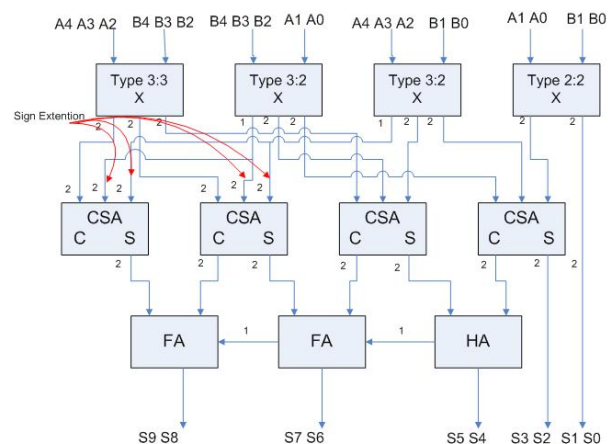 A4 A3 A2 B4 B3 B2 B4 B3 B2 A1 A0 A4 A3 A2 B1 B0 A1 A0 B1 B0
Type 3:3 Type 3:2 Type 3:2 Type 2:2
X X X X
Sign Extention
2 2 2 1 2 2 1 2 2 2 2
2 2 2 2 2 2
CSA CSA CSA CSA
C S C S C S C S
2 2 2 2 2 2 2 2
FA 1 FA 1 HA
S9 S8 S7 S6 S5 S4 S3 S2 S1 S0